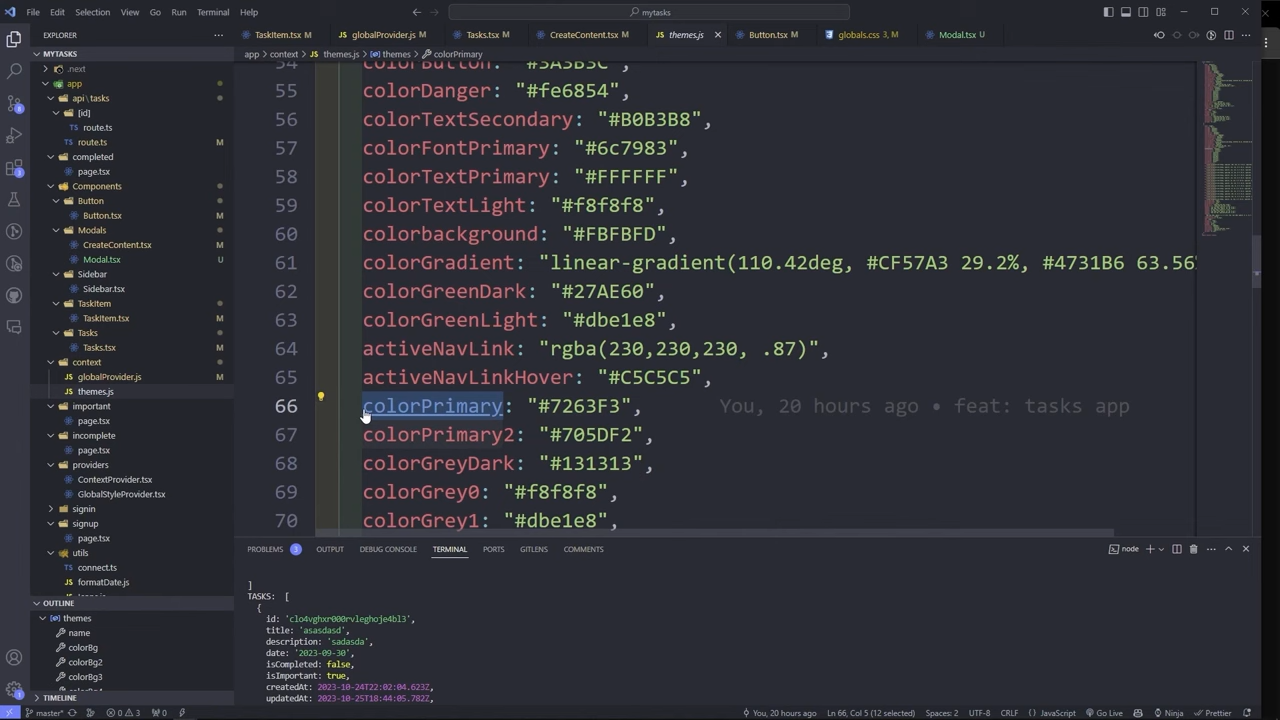 File Edit Selection View Go Run Terminal Help
mytasks
EXPLORER
TaskItem.tsx M
globalProvider.js M
Tasks.tsx M
CreateContent.tsx M
themes.js
Button.tsx M
globals.css 3, M
Modal.tsx U
app > context > themes.js > themes > colorPrimary
MYTASKS
.next
app
api\tasks
[id]
route.ts
route.ts M
completed
page.tsx
Components
Button
Button.tsx M
Modals
CreateContent.tsx M
Modal.tsx U
Sidebar
Sidebar.tsx
TaskItem
TaskItem.tsx M
Tasks
Tasks.tsx M
context
globalProvider.js M
themes.js
important
page.tsx
incomplete
page.tsx
providers
ContextProvider.tsx
GlobalStyleProvider.tsx
signin
signup
page.tsx
utils
connect.ts
formatDate.js
OUTLINE
themes
name
colorBg
colorBg2
colorBg3
TIMELINE
54 colorButton: "#3A3B3C",
55 colorDanger: "#fe6854",
56 colorTextSecondary: "#B0B3B8",
57 colorFontPrimary: "#6c7983",
58 colorTextPrimary: "#FFFFFF",
59 colorTextLight: "#f8f8f8",
60 colorbackground: "#FBFBFD",
61 colorGradient: "linear-gradient(110.42deg, #CF57A3 29.2%, #4731B6 63.56
62 colorGreenDark: "#27AE60",
63 colorGreenLight: "#dbe1e8",
64 activeNavLink: "rgba(230,230,230, .87)",
65 activeNavLinkHover: "#C5C5C5",
66 colorPrimary: "#7263F3", You, 20 hours ago • feat: tasks app
67 colorPrimary2: "#705DF2",
68 colorGreyDark: "#131313",
69 colorGrey0: "#f8f8f8",
70 colorGrey1: "#dbe1e8",
PROBLEMS 3 OUTPUT DEBUG CONSOLE TERMINAL PORTS GITLENS COMMENTS
node
]
TASKS: [
{
id: 'clo4vghxr000rvleghoje4bl3',
title: 'asasdasd',
description: 'sadasda',
date: '2023-09-30',
isCompleted: false,
isImportant: true,
createdAt: 2023-10-24T22:02:04.623Z,
updatedAt: 2023-10-25T18:44:05.782Z,
master* 0 3 0 You, 20 hours ago Ln 66, Col 5 (12 selected) Spaces: 2 UTF-8 CRLF JavaScript Go Live Ninja Prettier